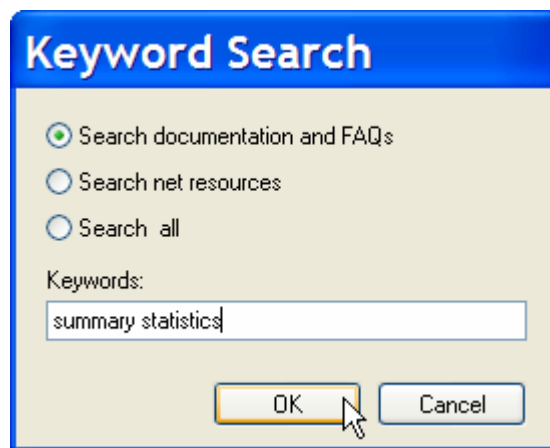 Keyword Search
Search documentation and FAQs
Search net resources
Search all
Keywords:
summary statistics
OK
Cancel